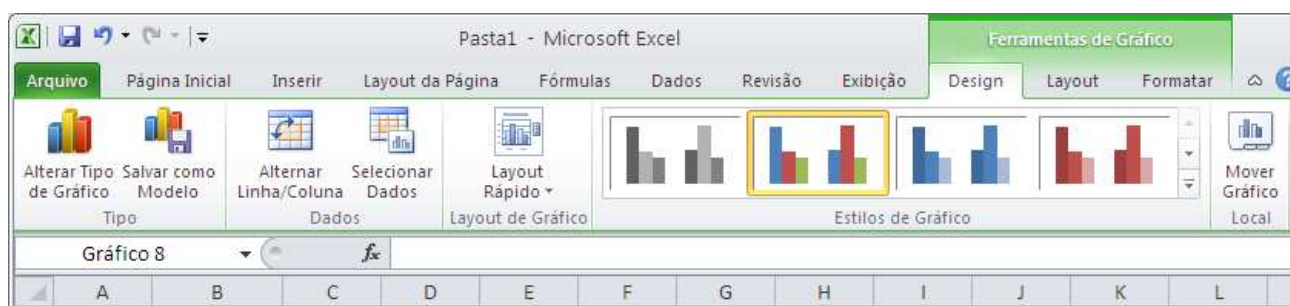 Pasta1 - Microsoft Excel
Ferramentas de Gráfico
Arquivo Página Inicial Inserir Layout da Página Fórmulas Dados Revisão Exibição Design Layout Formatar
Alterar Tipo de Gráfico
Salvar como Modelo
Alternar Linha/Coluna
Selecionar Dados
Layout Rápido
Mover Gráfico
Tipo Dados Layout de Gráfico Estilos de Gráfico Local
Gráfico 8 fx
A B C D E F G H I J K L